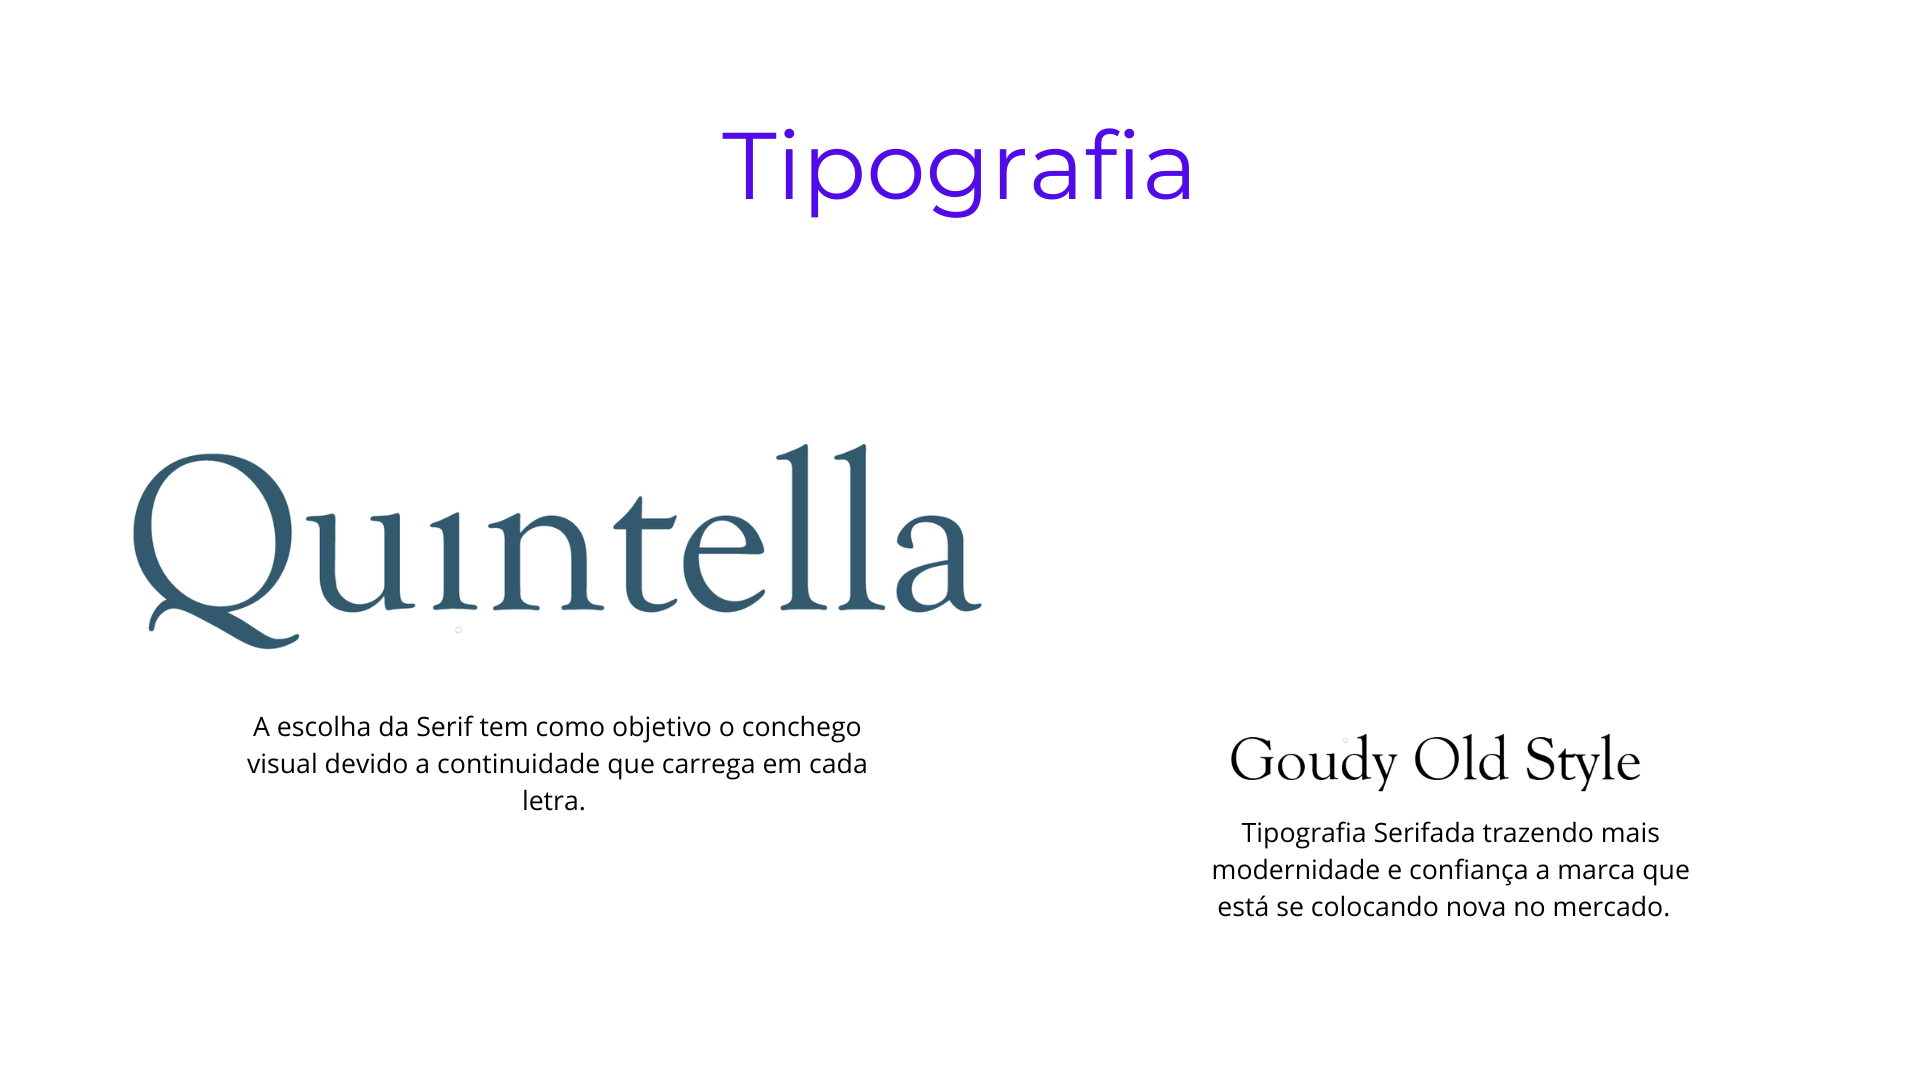 Tipografia
Quıntella
A escolha da Serif tem como objetivo o conchego
visual devido a continuidade que carrega em cada
letra.
Goudy Old Style
Tipografia Serifada trazendo mais
modernidade e confiança a marca que
está se colocando nova no mercado.